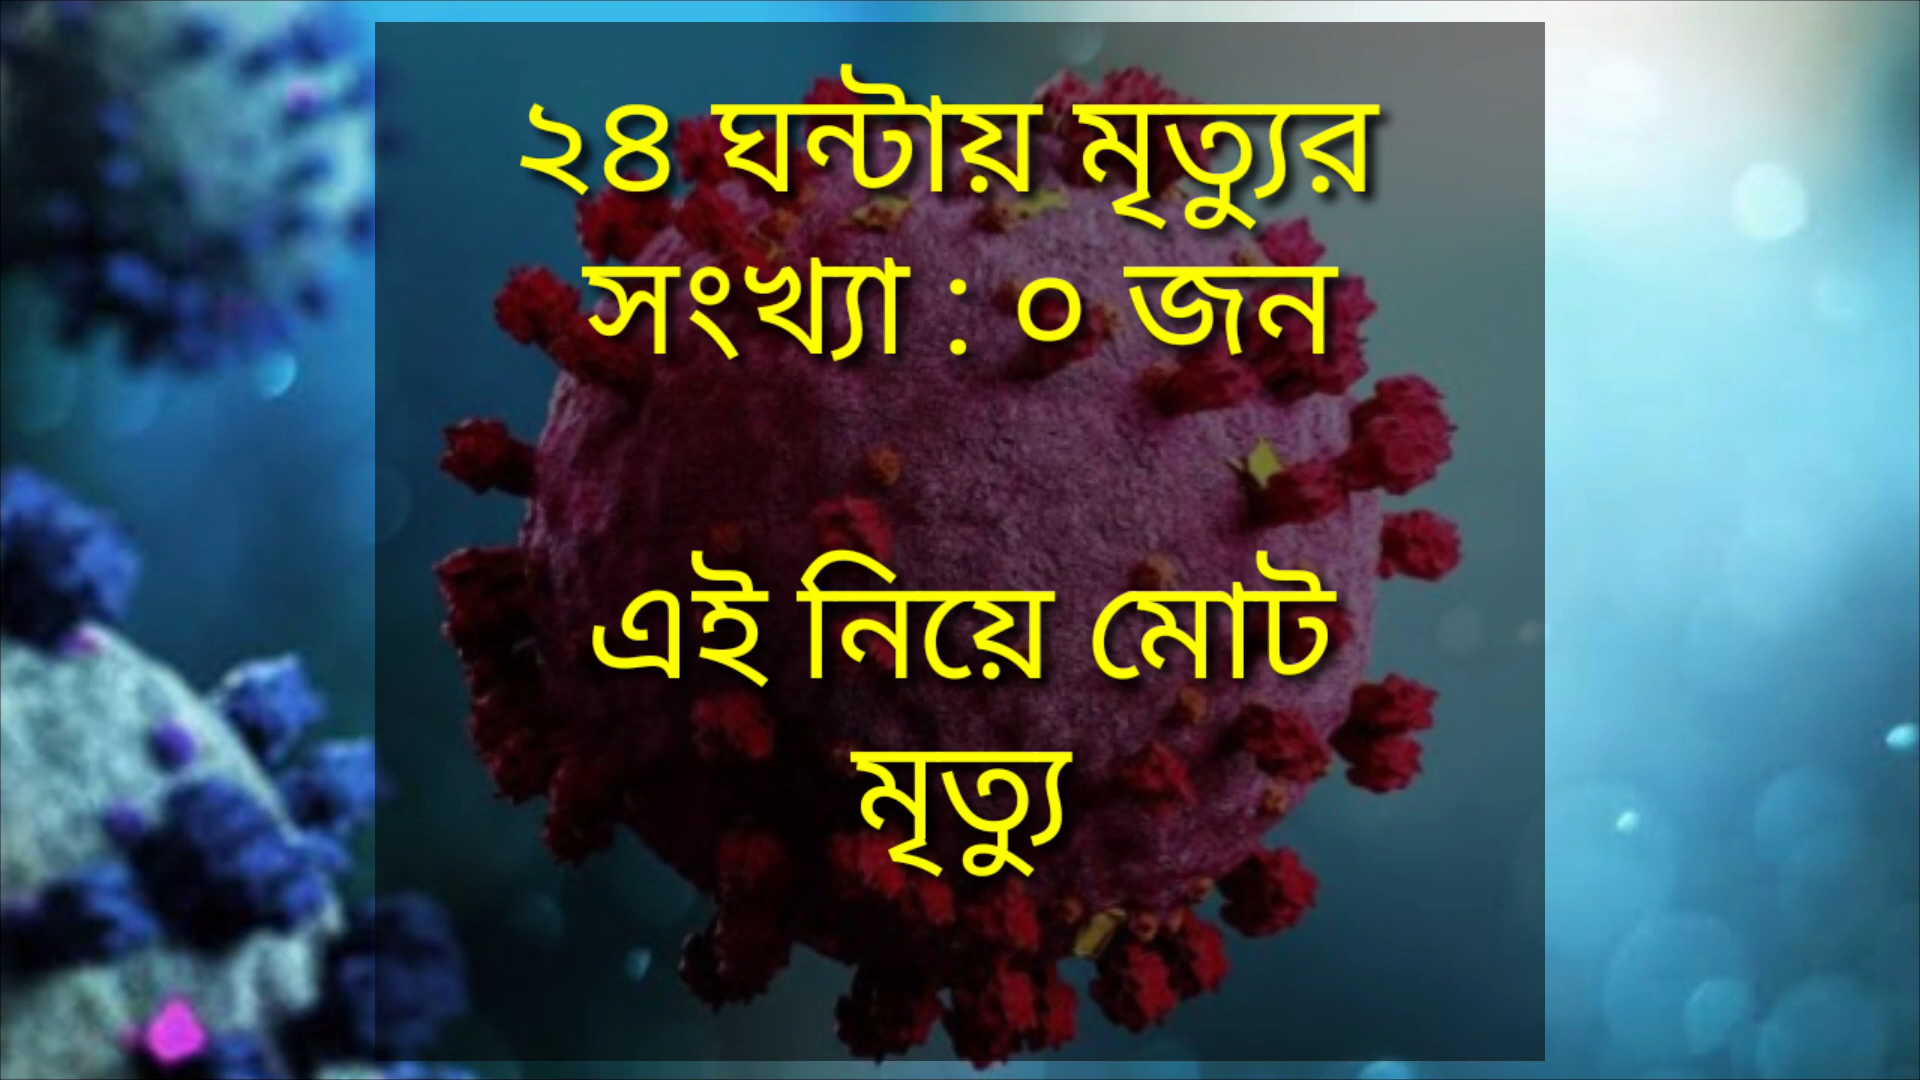 ২৪ ঘন্টায় মৃত্যুর
সংখ্যা : ০ জন
এই নিয়ে মোট
মৃত্যু